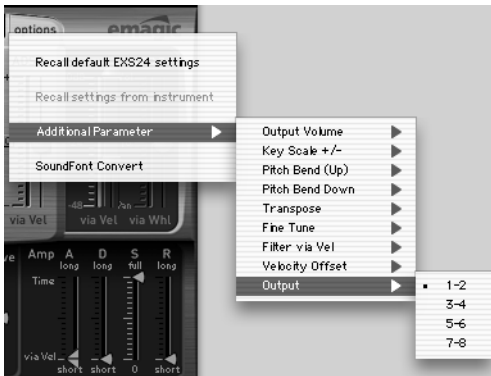 options
emagic
Recall default EXS24 settings
Recall settings from instrument
Additional Parameter
SoundFont Convert
Output Volume
Key Scale +/-
Pitch Bend (Up)
Pitch Bend Down
Transpose
Fine Tune
Filter via Vel
Velocity Offset
Output
1-2
3-4
5-6
7-8
-48
via Vel
via Vel
via Whl
Amp
A
D
S
R
long
long
full
long
Time
via Vel
short
short
0
short